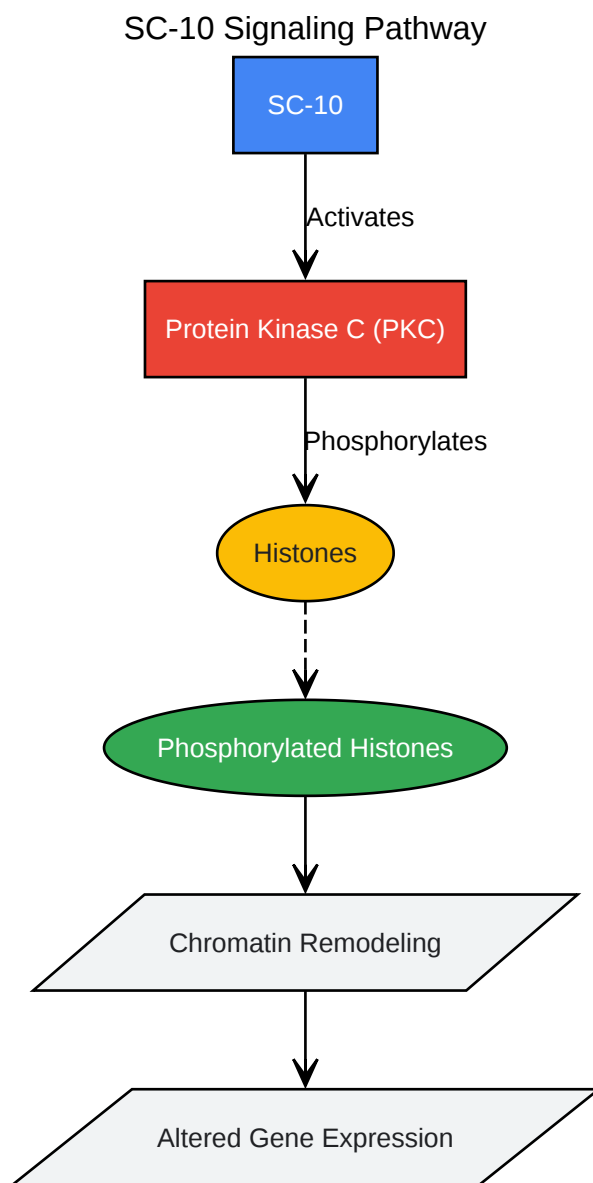 SC-10 Signaling Pathway
SC-10
Activates
Protein Kinase C (PKC)
Phosphorylates
Histones
Phosphorylated Histones
Chromatin Remodeling
Altered Gene Expression